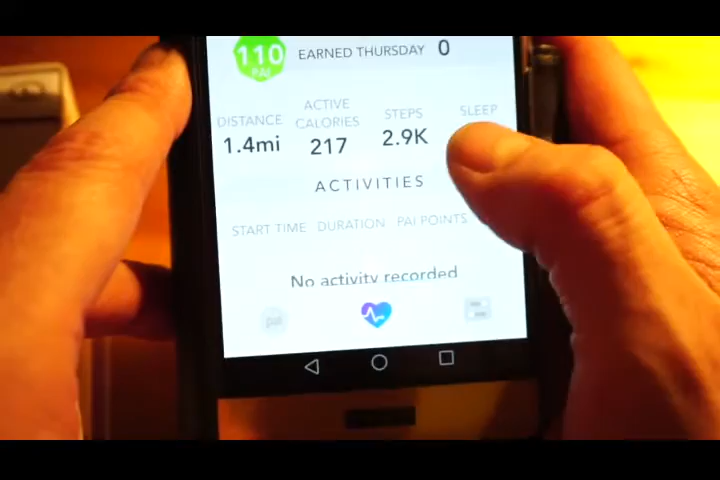 110 EARNED THURSDAY 0
PAI
DISTANCE ACTIVE CALORIES STEPS SLEEP
1.4mi 217 2.9K
ACTIVITIES
START TIME DURATION PAI POINTS
No activity recorded
pai